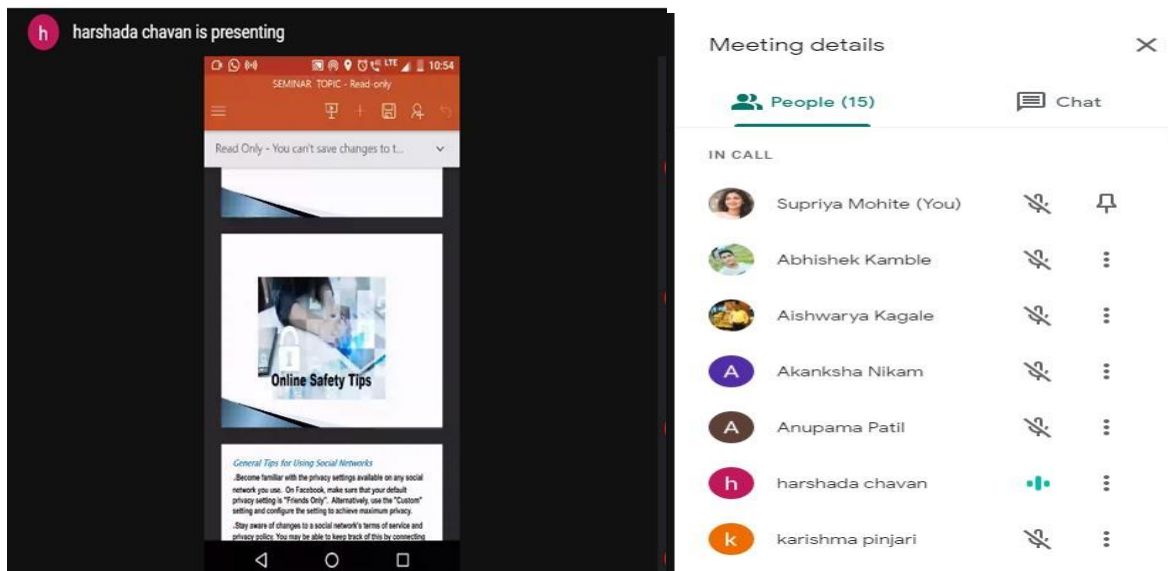 h harshada chavan is presenting
LTE 10:54
SEMINAR TOPIC - Read-only
Read Only - You can't save changes to t...
Online Safety Tips
General Tips for Using Social Networks
.Become familiar with the privacy settings available on any social
network you use. On Facebook, make sure that your default
privacy setting is "Friends Only". Alternatively, use the "Custom"
setting and configure the setting to achieve maximum privacy.
.Stay aware of changes to a social network's terms of service and
privacy policy. You may be able to keep track of this by connecting
Meeting details
People (15) Chat
IN CALL
Supriya Mohite (You)
Abhishek Kamble
Aishwarya Kagale
A Akanksha Nikam
A Anupama Patil
h harshada chavan
k karishma pinjari